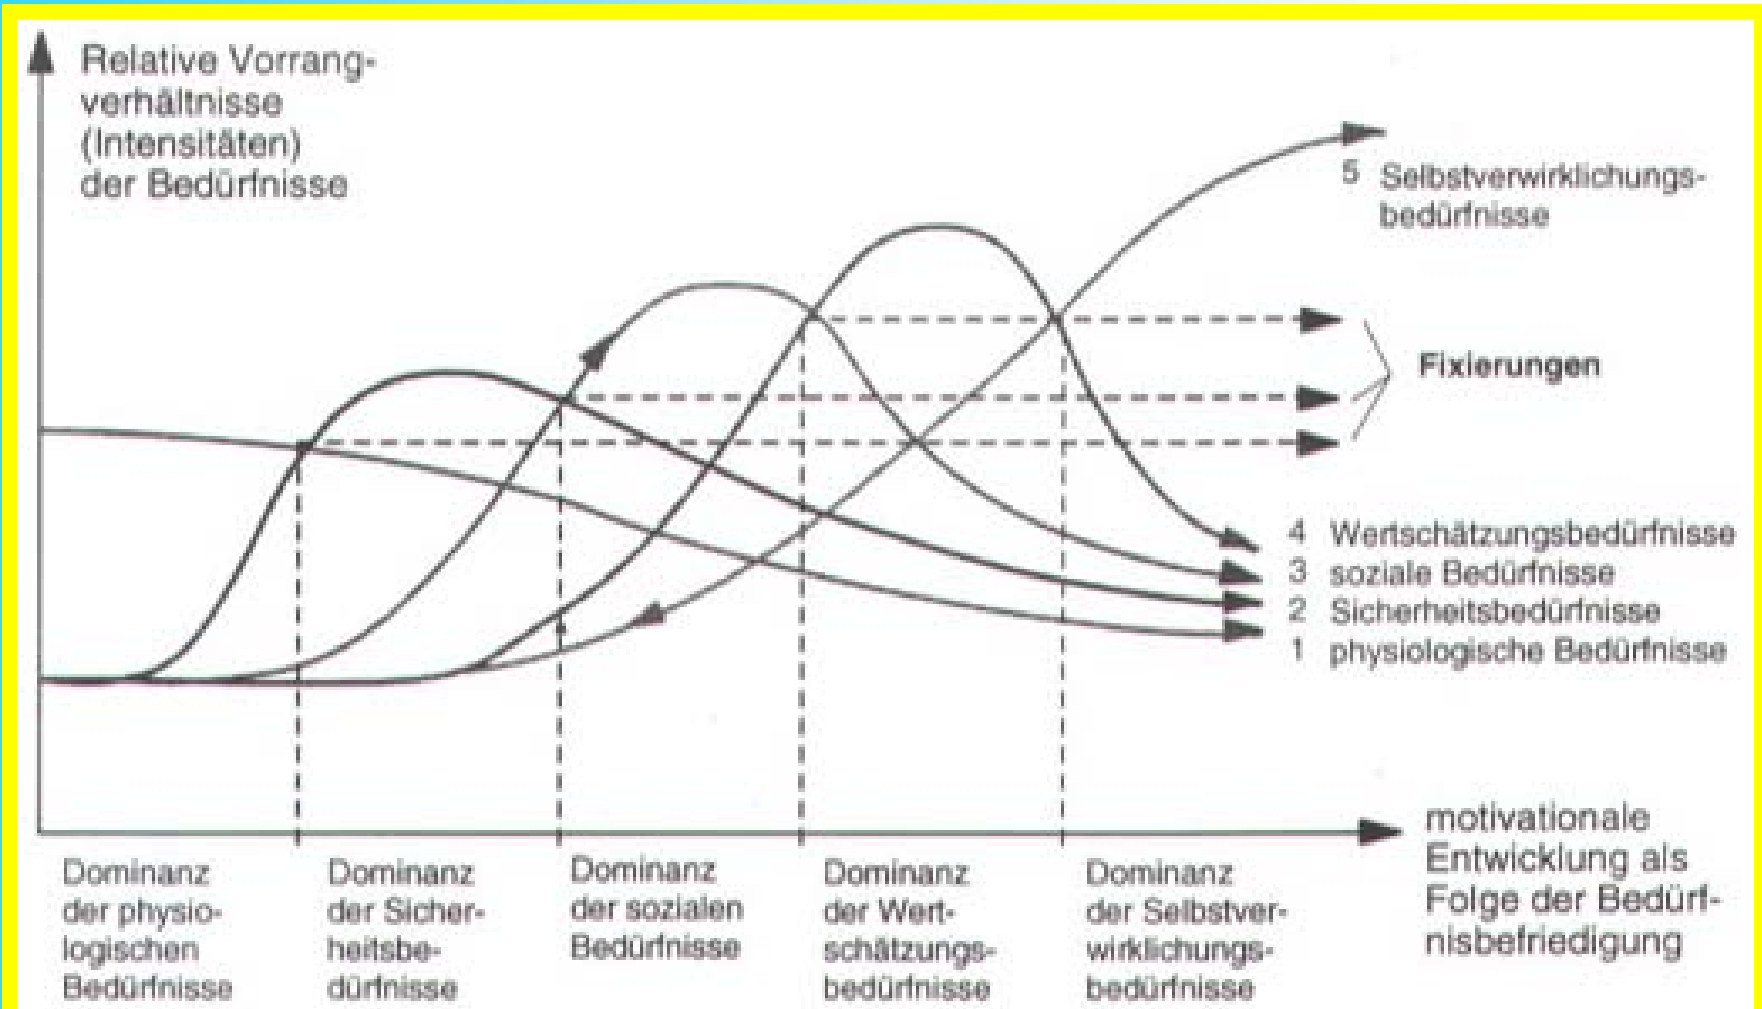 Relative Vorrang-
verhältnisse
(Intensitäten)
der Bedürfnisse
5 Selbstverwirklichungs-
bedürfnisse
Fixierungen
4 Wertschätzungsbedürfnisse
3 soziale Bedürfnisse
2 Sicherheitsbedürfnisse
1 physiologische Bedürfnisse
motivationale
Entwicklung als
Folge der Bedürf-
nisbefriedigung
Dominanz
der physio-
logischen
Bedürfnisse
Dominanz
der Sicher-
heitsbe-
dürfnisse
Dominanz
der sozialen
Bedürfnisse
Dominanz
der Wert-
schätzungs-
bedürfnisse
Dominanz
der Selbstver-
wirklichungs-
bedürfnisse